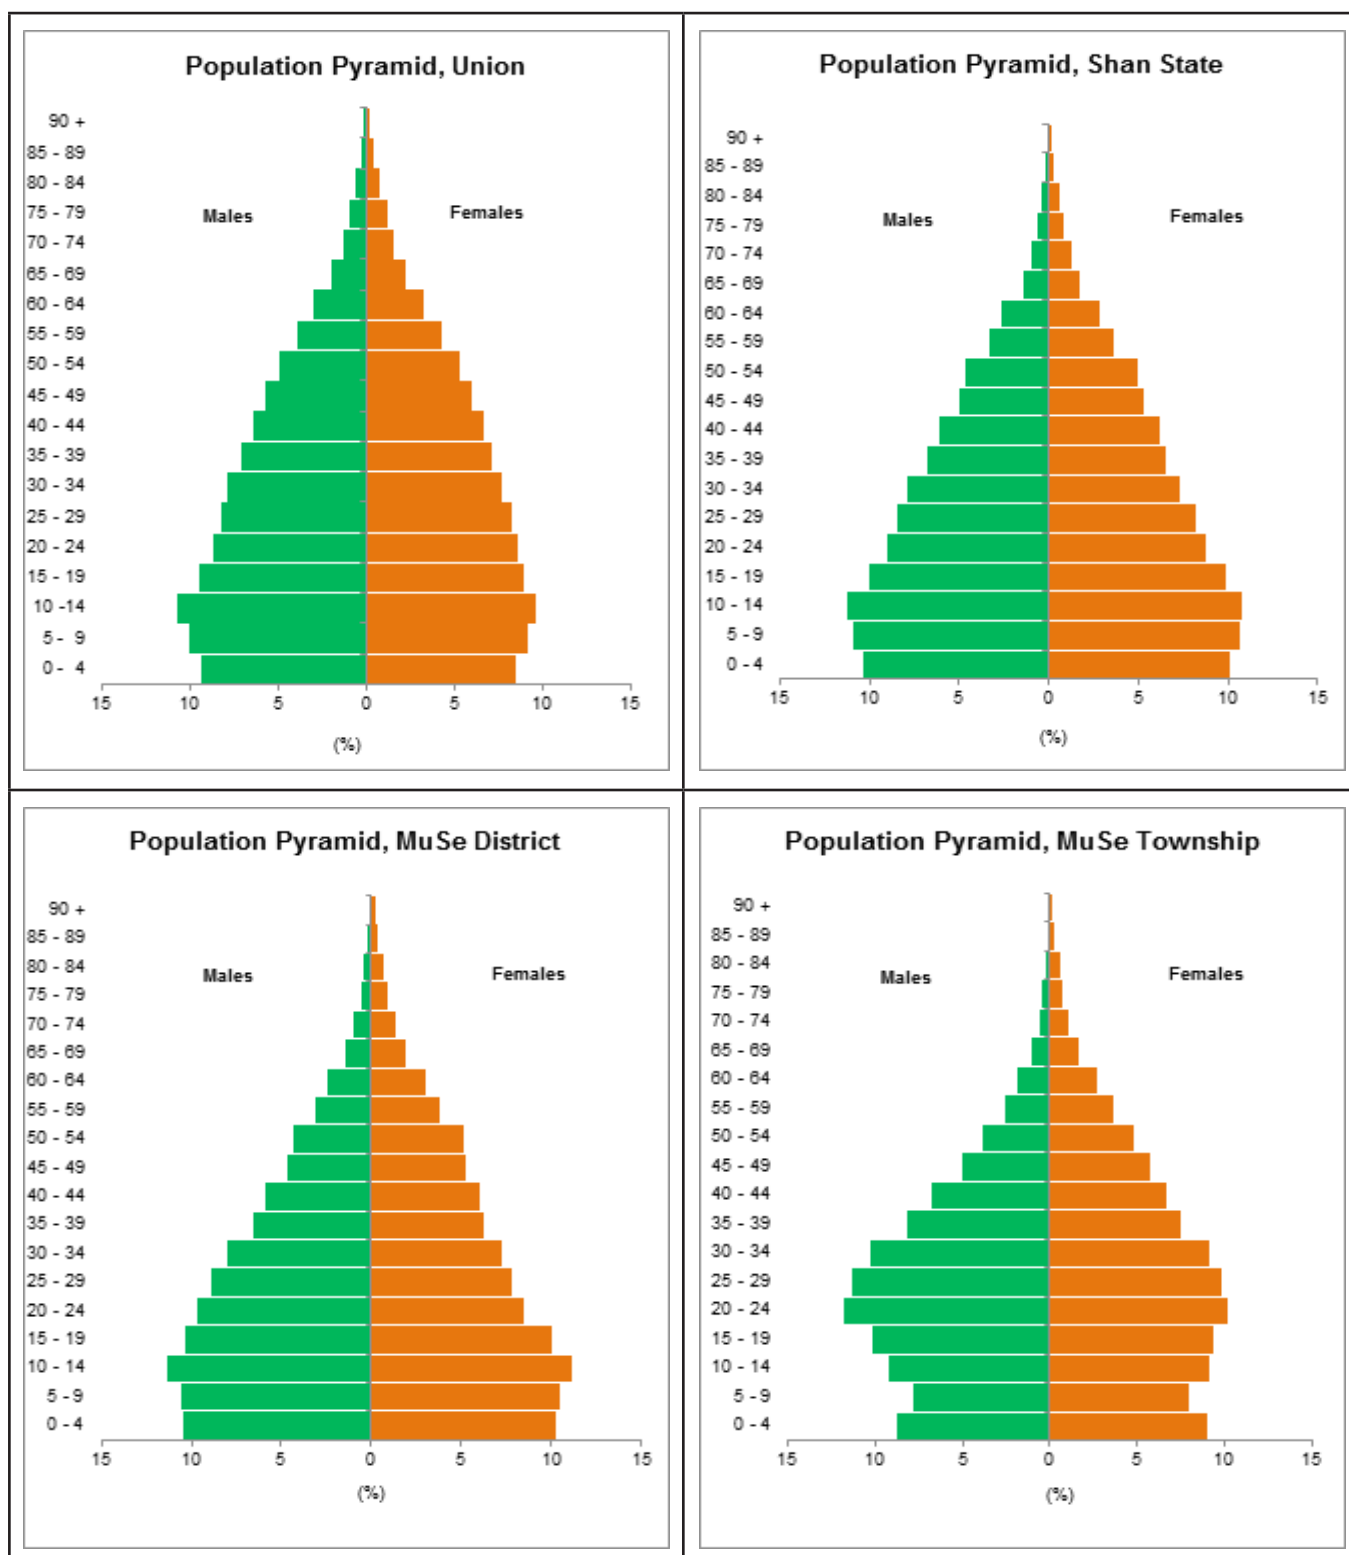 Population Pyramid, Union
90 +
85 - 89
80 - 84
75 - 79
70 - 74
65 - 69
60 - 64
55 - 59
50 - 54
45 - 49
40 - 44
35 - 39
30 - 34
25 - 29
20 - 24
15 - 19
10 -14
5 -  9
0 -  4
Males
Females
15 10 5 0 5 10 15
(%)
Population Pyramid, Shan State
90 +
85 - 89
80 - 84
75 - 79
70 - 74
65 - 69
60 - 64
55 - 59
50 - 54
45 - 49
40 - 44
35 - 39
30 - 34
25 - 29
20 - 24
15 - 19
10 - 14
5 - 9
0 - 4
Males
Females
15 10 5 0 5 10 15
(%)
Population Pyramid, MuSe District
90 +
85 - 89
80 - 84
75 - 79
70 - 74
65 - 69
60 - 64
55 - 59
50 - 54
45 - 49
40 - 44
35 - 39
30 - 34
25 - 29
20 - 24
15 - 19
10 - 14
5 - 9
0 - 4
Males
Females
15 10 5 0 5 10 15
(%)
Population Pyramid, MuSe Township
90 +
85 - 89
80 - 84
75 - 79
70 - 74
65 - 69
60 - 64
55 - 59
50 - 54
45 - 49
40 - 44
35 - 39
30 - 34
25 - 29
20 - 24
15 - 19
10 - 14
5 - 9
0 - 4
Males
Females
15 10 5 0 5 10 15
(%)